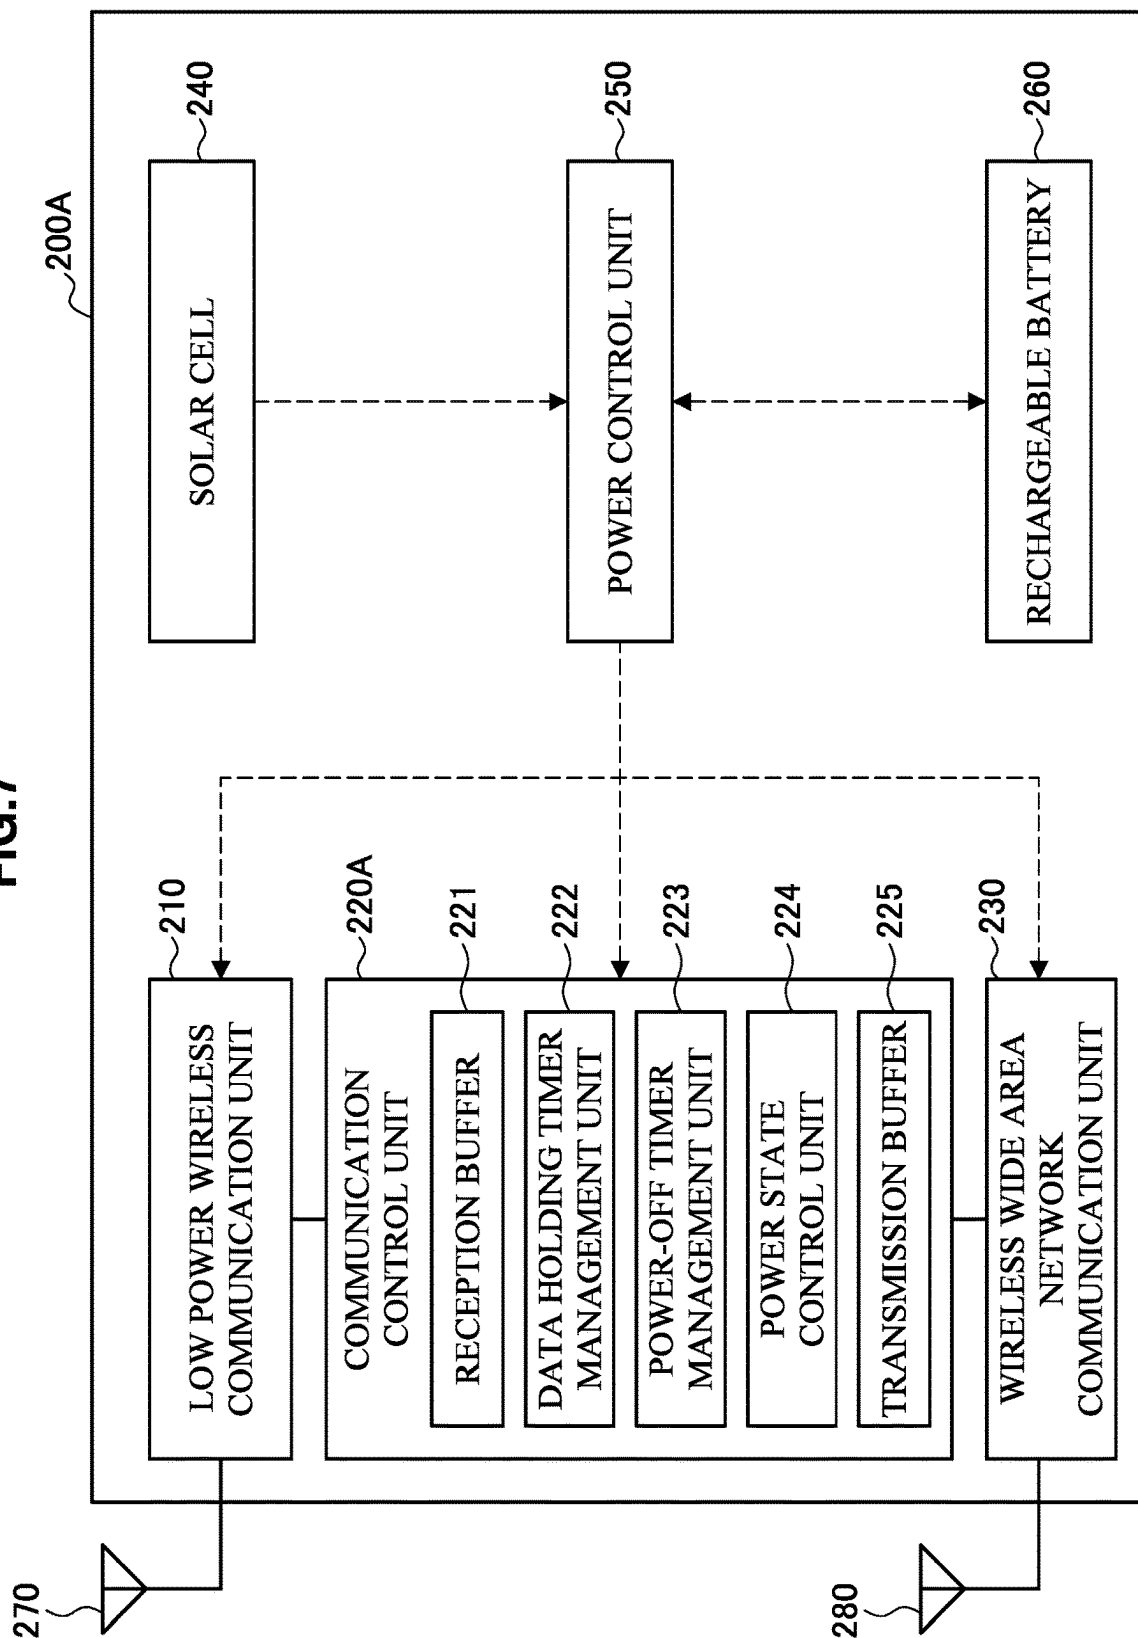 FIG.7
200A
270
210
LOW POWER WIRELESS
COMMUNICATION UNIT
240
SOLAR CELL
220A
COMMUNICATION
CONTROL UNIT
221
RECEPTION BUFFER
222
DATA HOLDING TIMER
MANAGEMENT UNIT
223
POWER-OFF TIMER
MANAGEMENT UNIT
250
POWER CONTROL UNIT
224
POWER STATE
CONTROL UNIT
225
TRANSMISSION BUFFER
280
230
WIRELESS WIDE AREA
NETWORK
COMMUNICATION UNIT
260
RECHARGEABLE BATTERY